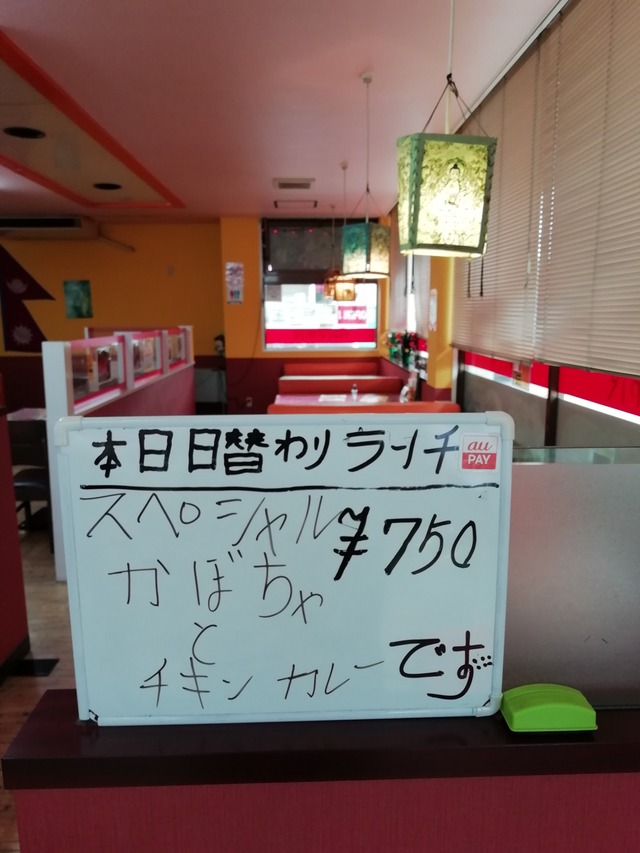 本日日替わりランチ
au
PAY
スペシャル ¥750
かぼちゃ
と
チキンカレーです